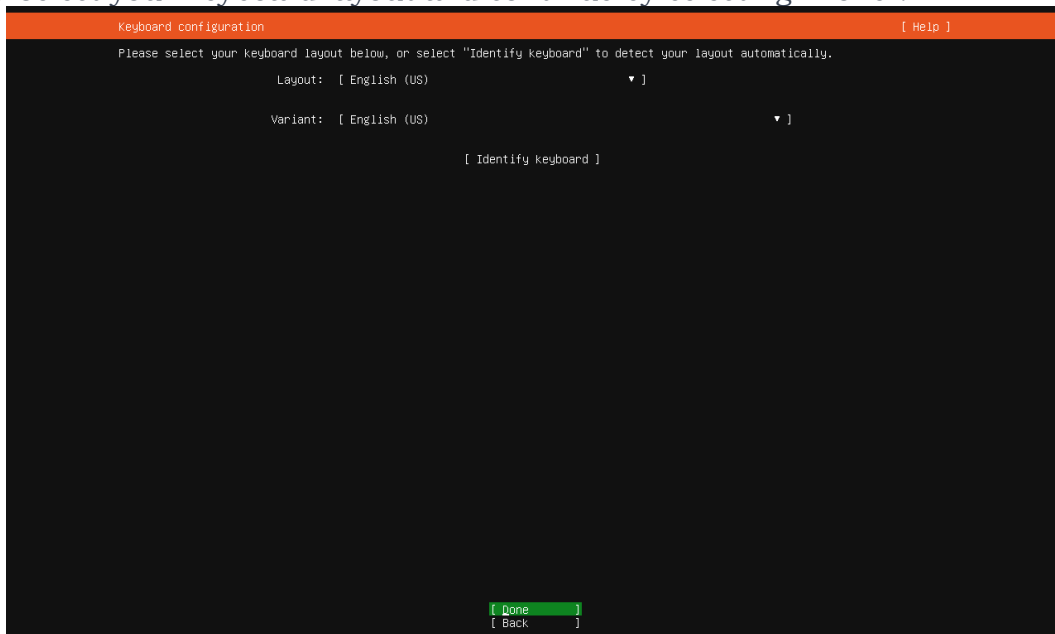 Keyboard configuration [ Help ]
Please select your keyboard layout below, or select "Identify keyboard" to detect your layout automatically.
Layout: [ English (US) ▾ ]
Variant: [ English (US) ▾ ]
[ Identify keyboard ]
[ Done ]
[ Back ]